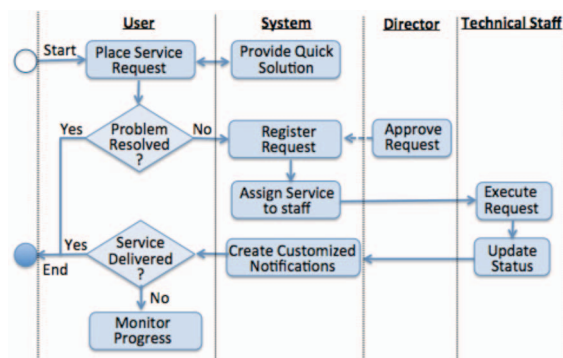 User
System
Director
Technical Staff
Start
Place Service
Request
Provide Quick
Solution
Yes
Problem
Resolved
?
No
Register
Request
Approve
Request
Assign Service
to staff
Execute
Request
Yes
End
Service
Delivered
?
Create Customized
Notifications
Update
Status
No
Monitor
Progress